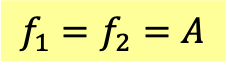 f₁ = f₂ = A